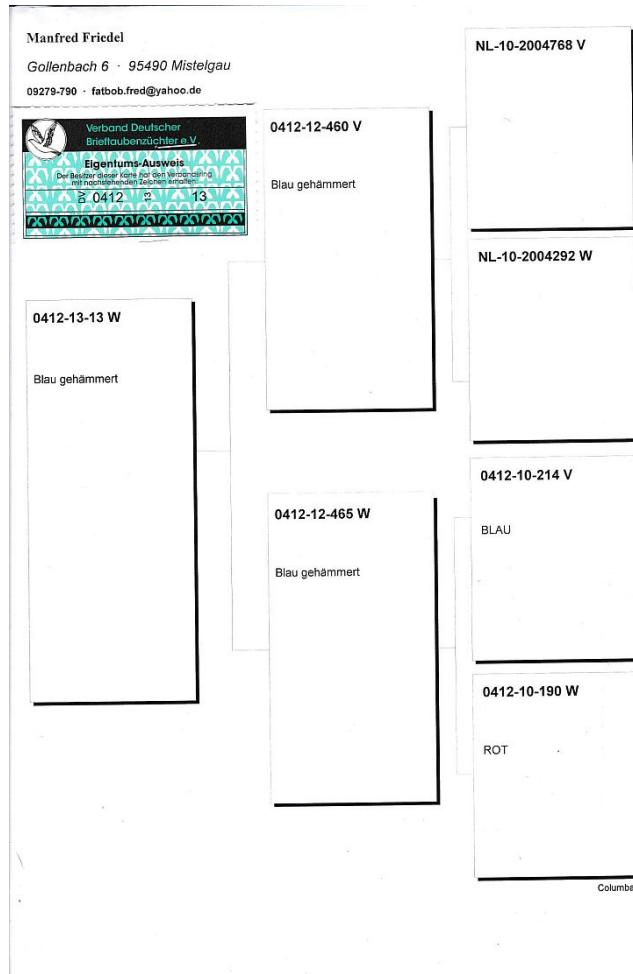 Manfred Friedel
Gollenbach 6 · 95490 Mistelgau
09279-790 · fatbob.fred@yahoo.de
Verband Deutscher
Brieftaubenzüchter e.V.
Eigentums-Ausweis
Der Besitzer dieser Karte hat den Verbandsring
mit nachstehenden Zeichen erhalten:
DV 0412 13 13
0412-13-13 W
Blau gehämmert
0412-12-460 V
Blau gehämmert
0412-12-465 W
Blau gehämmert
NL-10-2004768 V
NL-10-2004292 W
0412-10-214 V
BLAU
0412-10-190 W
ROT
Columba